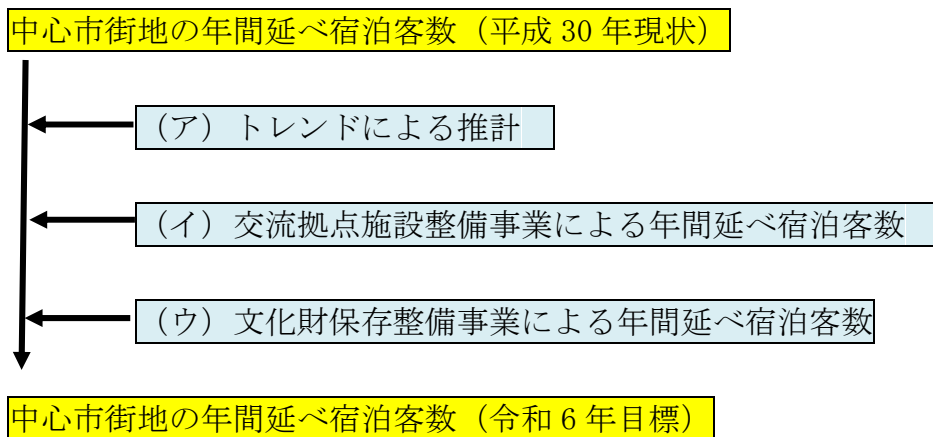 中心市街地の年間延べ宿泊客数（平成 30 年現状）
（ア）トレンドによる推計
（イ）交流拠点施設整備事業による年間延べ宿泊客数
（ウ）文化財保存整備事業による年間延べ宿泊客数
中心市街地の年間延べ宿泊客数（令和 6 年目標）